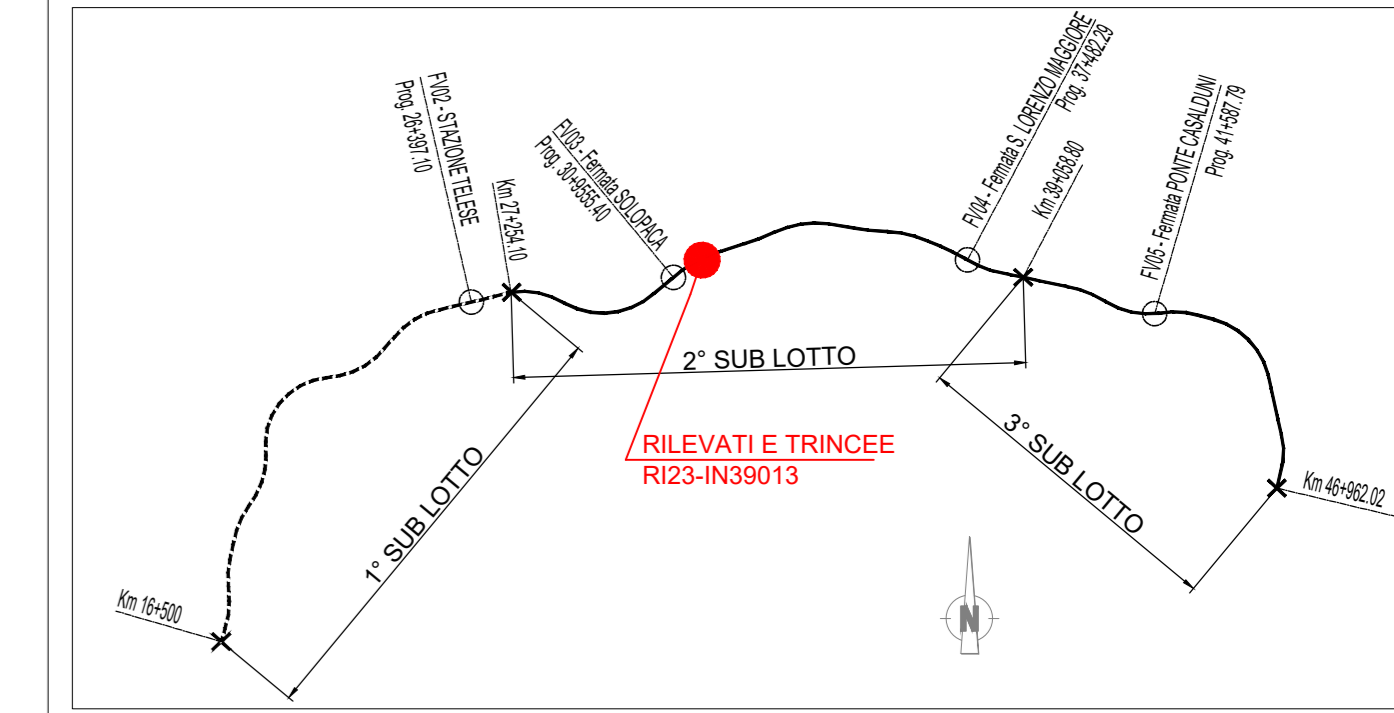 FV02 - STAZIONE TELESE
Prog. 26+397.10
Km 27+254.10
FV03 - Fermata SOLOPACA
Prog. 30+9555.40
FV04 - Fermata S. LORENZO MAGGIORE
Prog. 37+482.29
Km 39+058.80
FV05 - Fermata PONTE CASALDUNI
Prog. 41+587.79
2° SUB LOTTO
RILEVATI E TRINCEE
RI23-IN39013
1° SUB LOTTO
3° SUB LOTTO
Km 46+962.02
Km 16+500
N